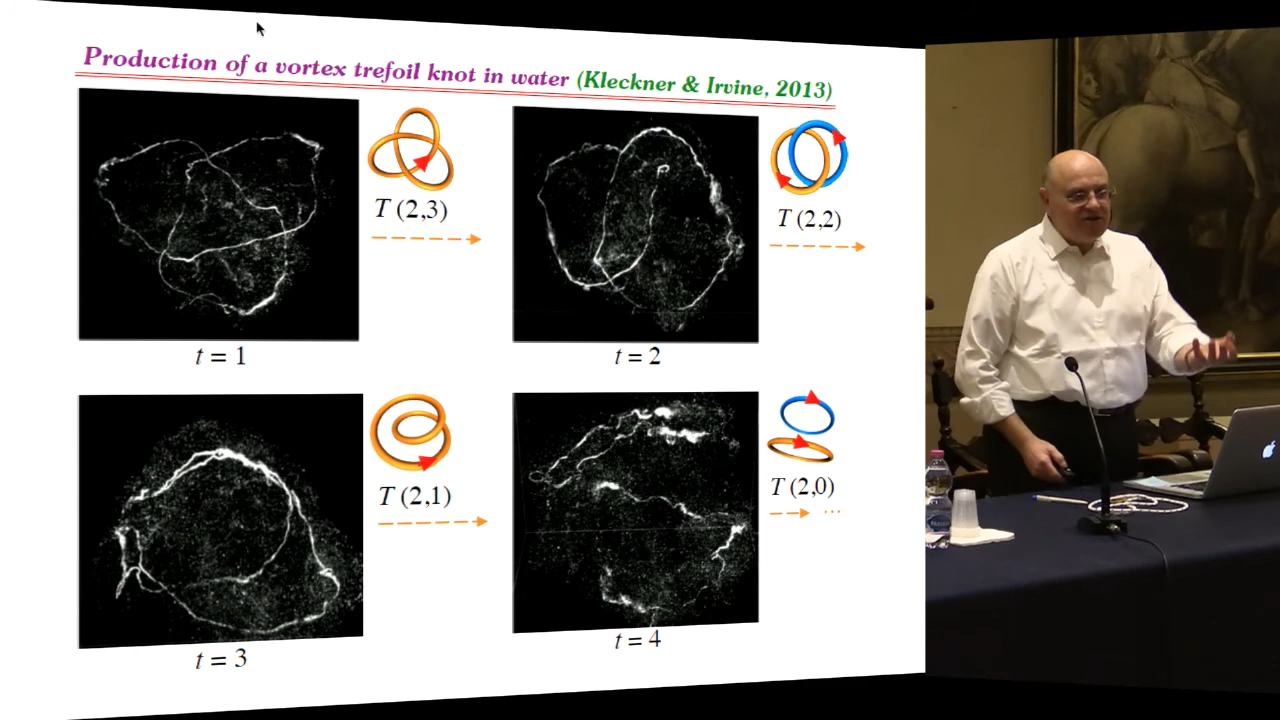 Production of a vortex trefoil knot in water (Kleckner & Irvine, 2013)
T (2,3)
T (2,2)
t = 1
t = 2
T (2,1)
T (2,0)
...
t = 3
t = 4